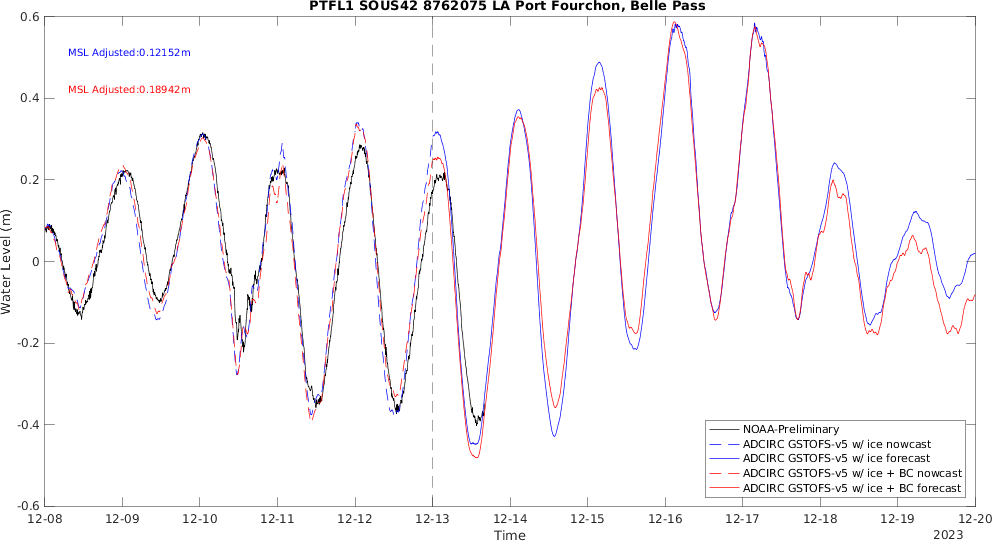 PTFL1 SOUS42 8762075 LA Port Fourchon, Belle Pass
0.6
MSL Adjusted:0.12152m
MSL Adjusted:0.18942m
0.4
0.2
0
-0.2
-0.4
-0.6
Water Level (m)
NOAA-Preliminary
ADCIRC GSTOFS-v5 w/ ice nowcast
ADCIRC GSTOFS-v5 w/ ice forecast
ADCIRC GSTOFS-v5 w/ ice + BC nowcast
ADCIRC GSTOFS-v5 w/ ice + BC forecast
12-08 12-09 12-10 12-11 12-12 12-13 12-14 12-15 12-16 12-17 12-18 12-19 12-20
Time
2023